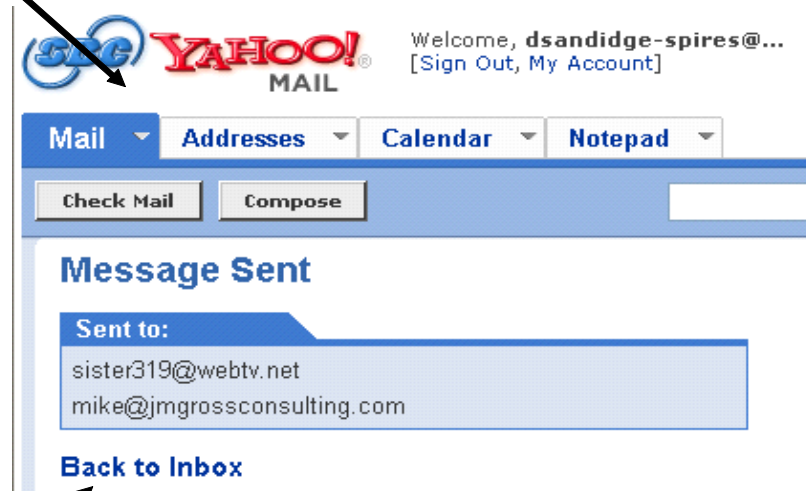 SBC YAHOO! ® Welcome, dsandidge-spires@...
MAIL [Sign Out, My Account]
Mail Addresses Calendar Notepad
Check Mail Compose
Message Sent
Sent to:
sister319@webtv.net
mike@jmgrossconsulting.com
Back to Inbox